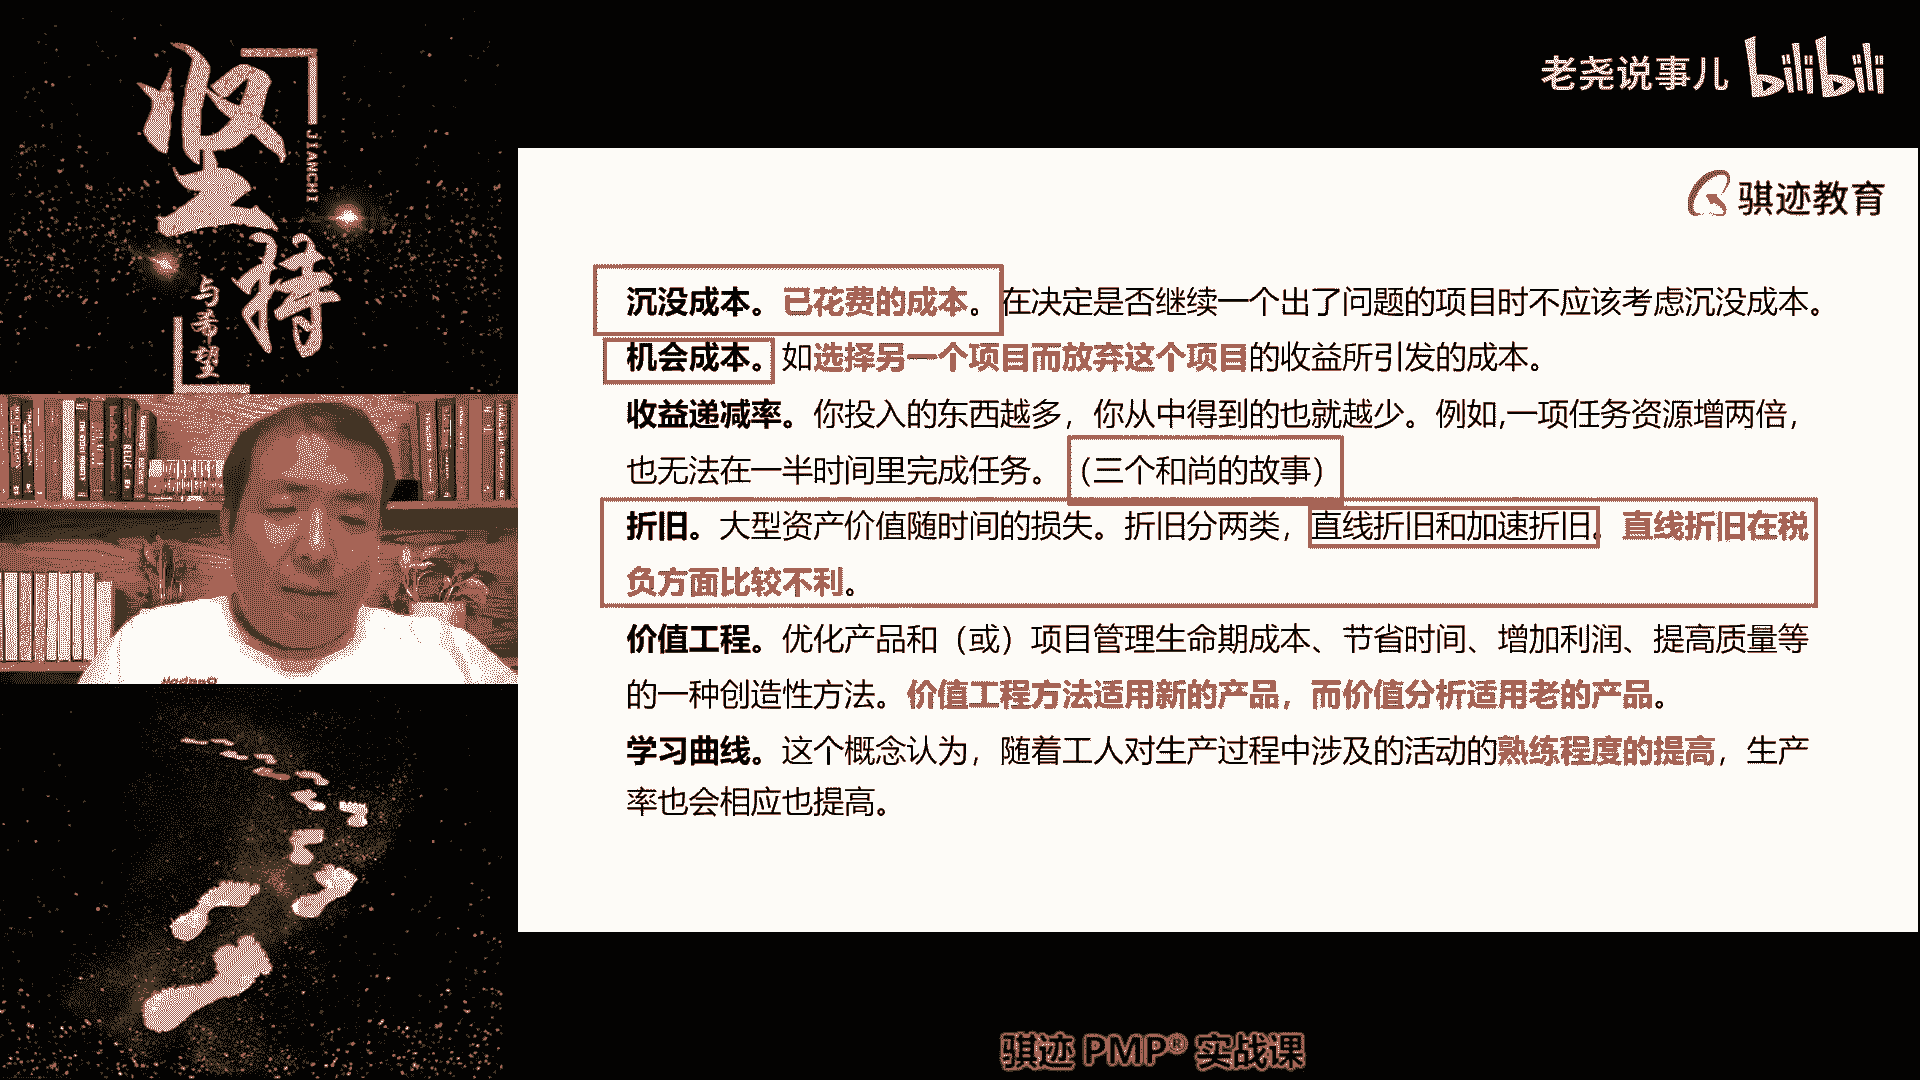 坚持
JIANCHI
与希望
老尧说事儿 bilibili
骐迹教育
沉没成本。已花费的成本。在决定是否继续一个出了问题的项目时不应该考虑沉没成本。
机会成本。如选择另一个项目而放弃这个项目的收益所引发的成本。
收益递减率。你投入的东西越多，你从中得到的也就越少。例如,一项任务资源增两倍，
也无法在一半时间里完成任务。（三个和尚的故事）
折旧。大型资产价值随时间的损失。折旧分两类，直线折旧和加速折旧。直线折旧在税
负方面比较不利。
价值工程。优化产品和（或）项目管理生命期成本、节省时间、增加利润、提高质量等
的一种创造性方法。价值工程方法适用新的产品，而价值分析适用老的产品。
学习曲线。这个概念认为，随着工人对生产过程中涉及的活动的熟练程度的提高，生产
率也会相应也提高。
骐迹 PMP® 实战课